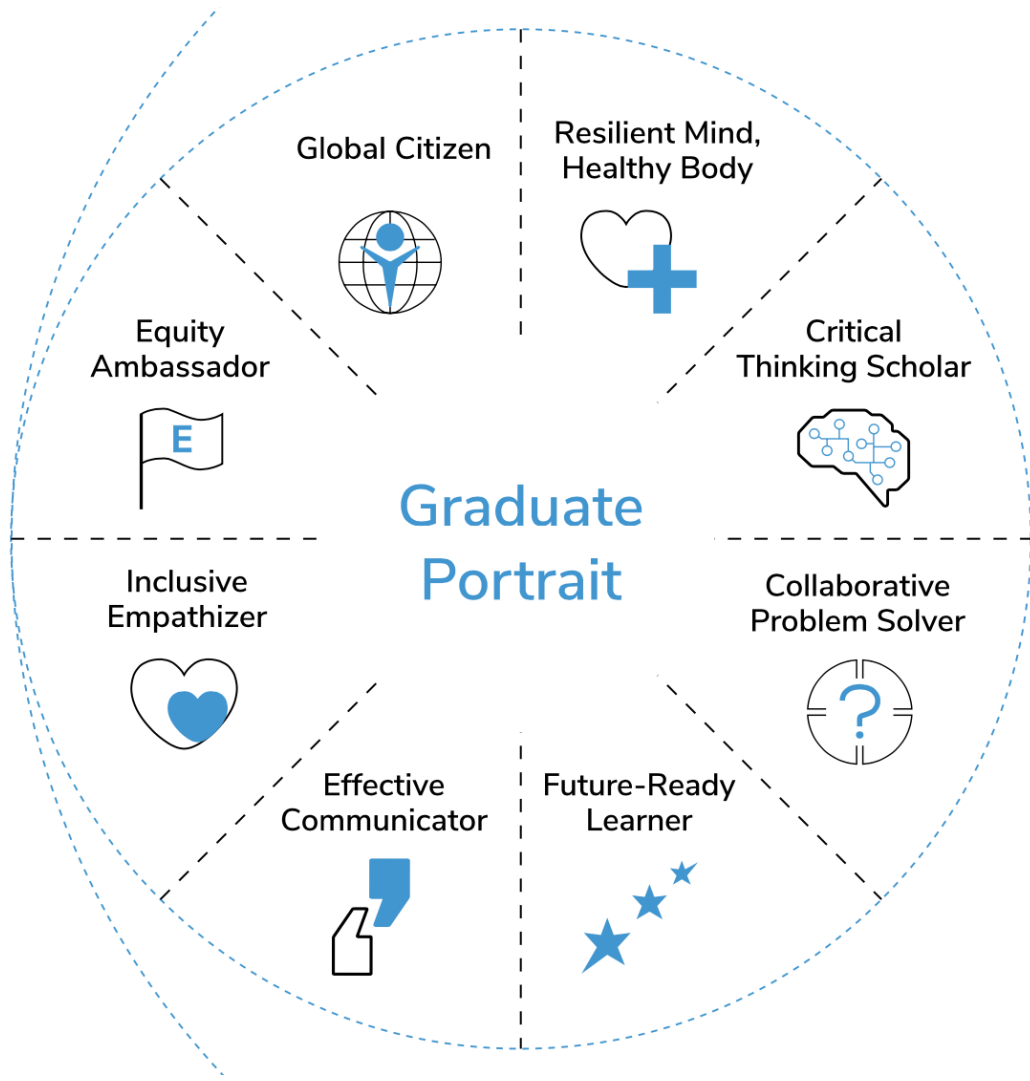 Global Citizen
Resilient Mind,
Healthy Body
Equity
Ambassador
E
Critical
Thinking Scholar
Graduate
Portrait
Inclusive
Empathizer
Collaborative
Problem Solver
?
Effective
Communicator
Future-Ready
Learner